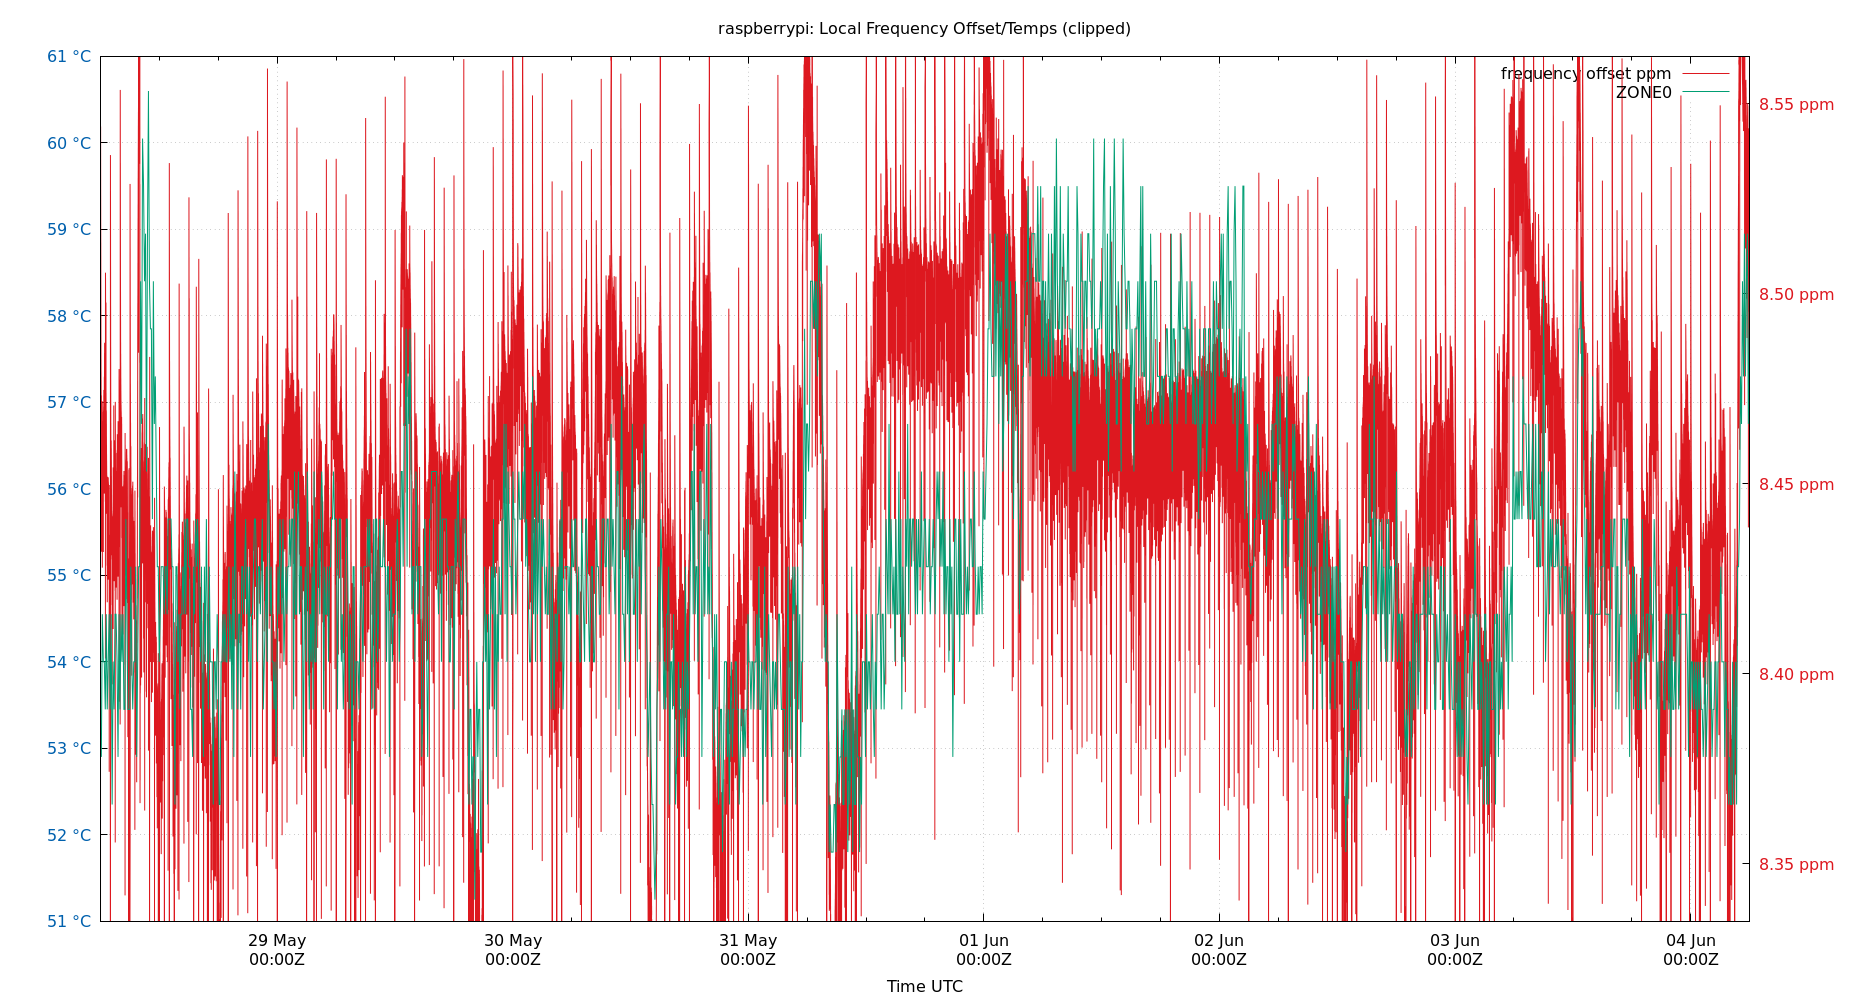 raspberrypi: Local Frequency Offset/Temps (clipped)
61 °C
60 °C
59 °C
58 °C
57 °C
56 °C
55 °C
54 °C
53 °C
52 °C
51 °C
frequency offset ppm
ZONE0
8.55 ppm
8.50 ppm
8.45 ppm
8.40 ppm
8.35 ppm
29 May
00:00Z
30 May
00:00Z
31 May
00:00Z
01 Jun
00:00Z
02 Jun
00:00Z
03 Jun
00:00Z
04 Jun
00:00Z
Time UTC